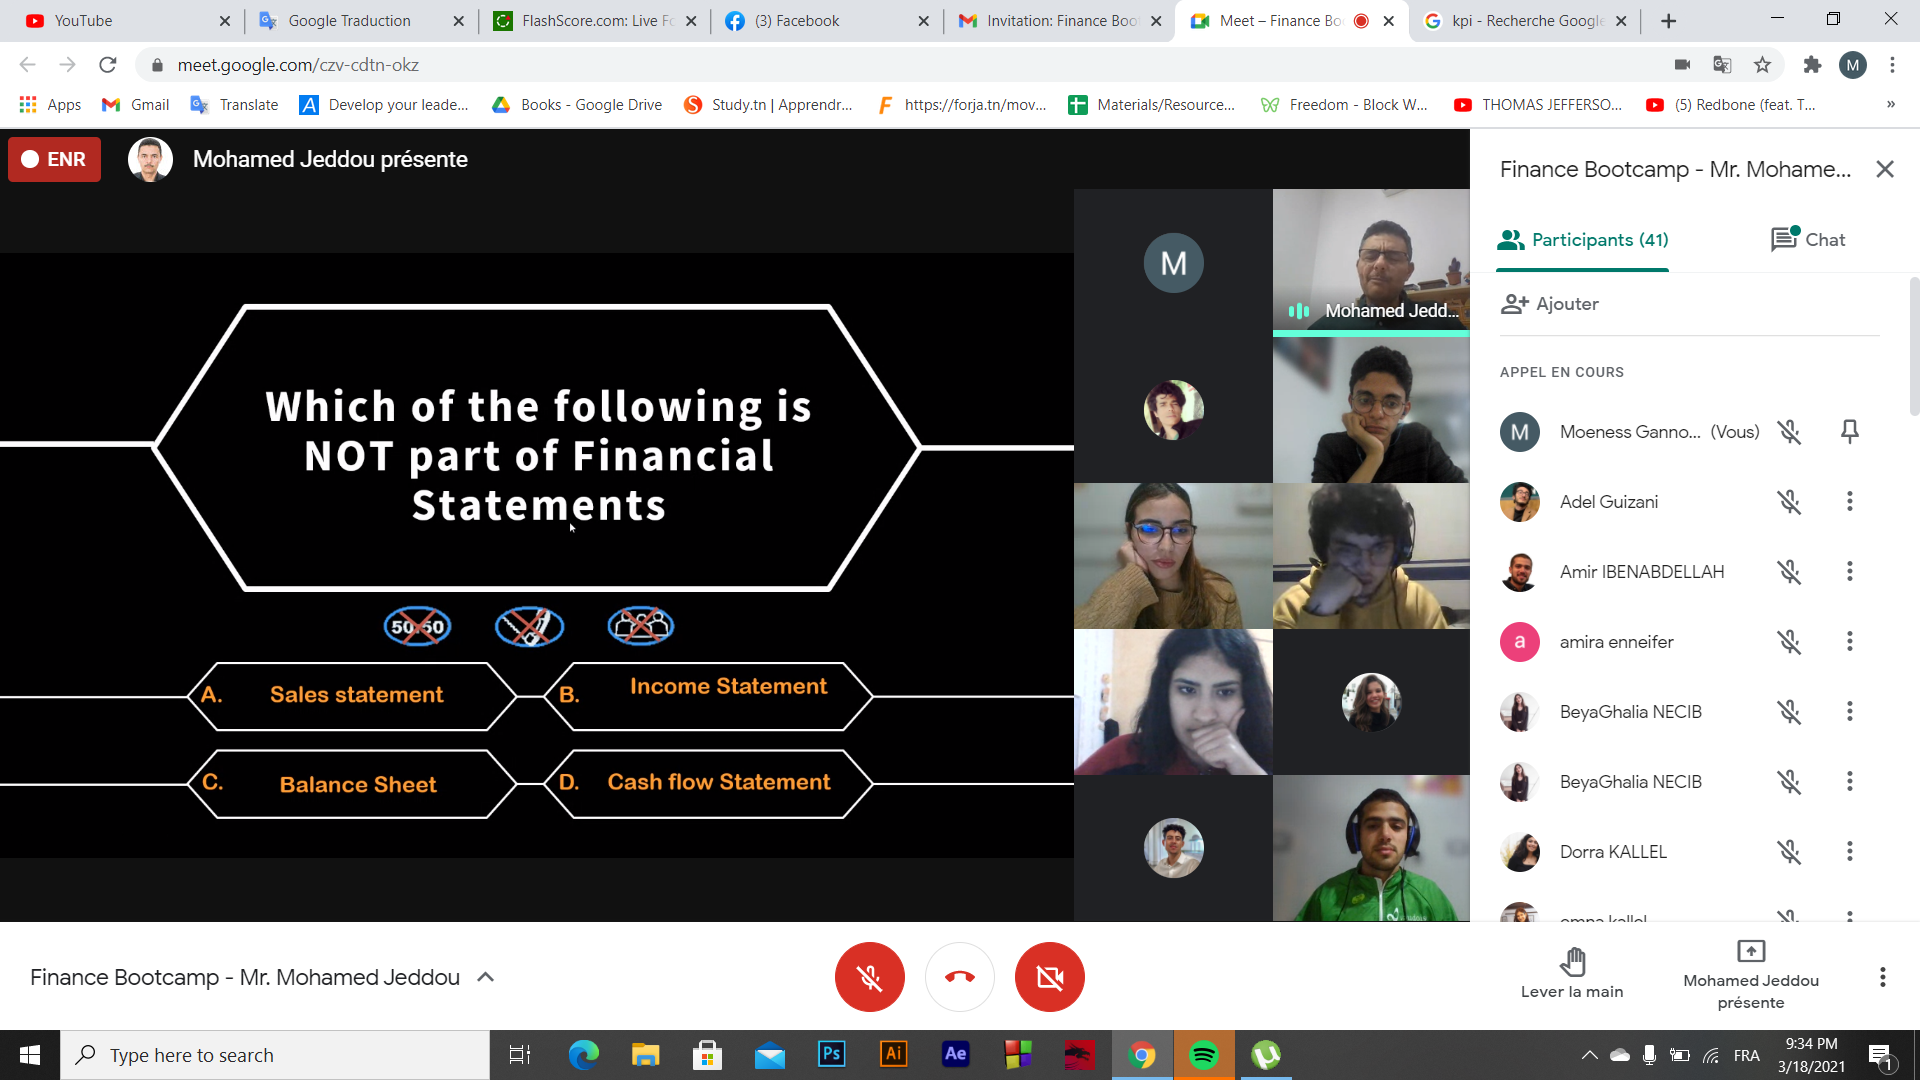 YouTube
Google Traduction
FlashScore.com: Live Fo
(3) Facebook
Invitation: Finance Boo
Meet – Finance Bo
kpi - Recherche Google
meet.google.com/czv-cdtn-okz
M
Apps
Gmail
Translate
Develop your leade...
Books - Google Drive
Study.tn | Apprendr...
https://forja.tn/mov...
Materials/Resource...
Freedom - Block W...
THOMAS JEFFERSO...
(5) Redbone (feat. T...
»
ENR
Mohamed Jeddou présente
Which of the following is
NOT part of Financial
Statements
50:50
A. Sales statement
B. Income Statement
C. Balance Sheet
D. Cash flow Statement
M
Mohamed Jedd...
Finance Bootcamp - Mr. Mohame...
Participants (41)
Chat
Ajouter
APPEL EN COURS
M
Moeness Ganno... (Vous)
Adel Guizani
Amir IBENABDELLAH
a
amira enneifer
BeyaGhalia NECIB
BeyaGhalia NECIB
Dorra KALLEL
Finance Bootcamp - Mr. Mohamed Jeddou
Lever la main
Mohamed Jeddou
présente
Type here to search
Ps
Ai
Ae
FRA
9:34 PM
3/18/2021
1